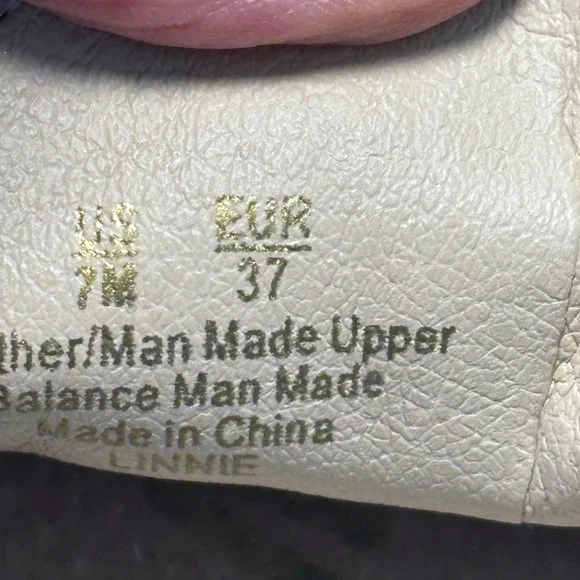 US EUR
7M 37
ther/Man Made Upper
Balance Man Made
Made in China
LINNIE